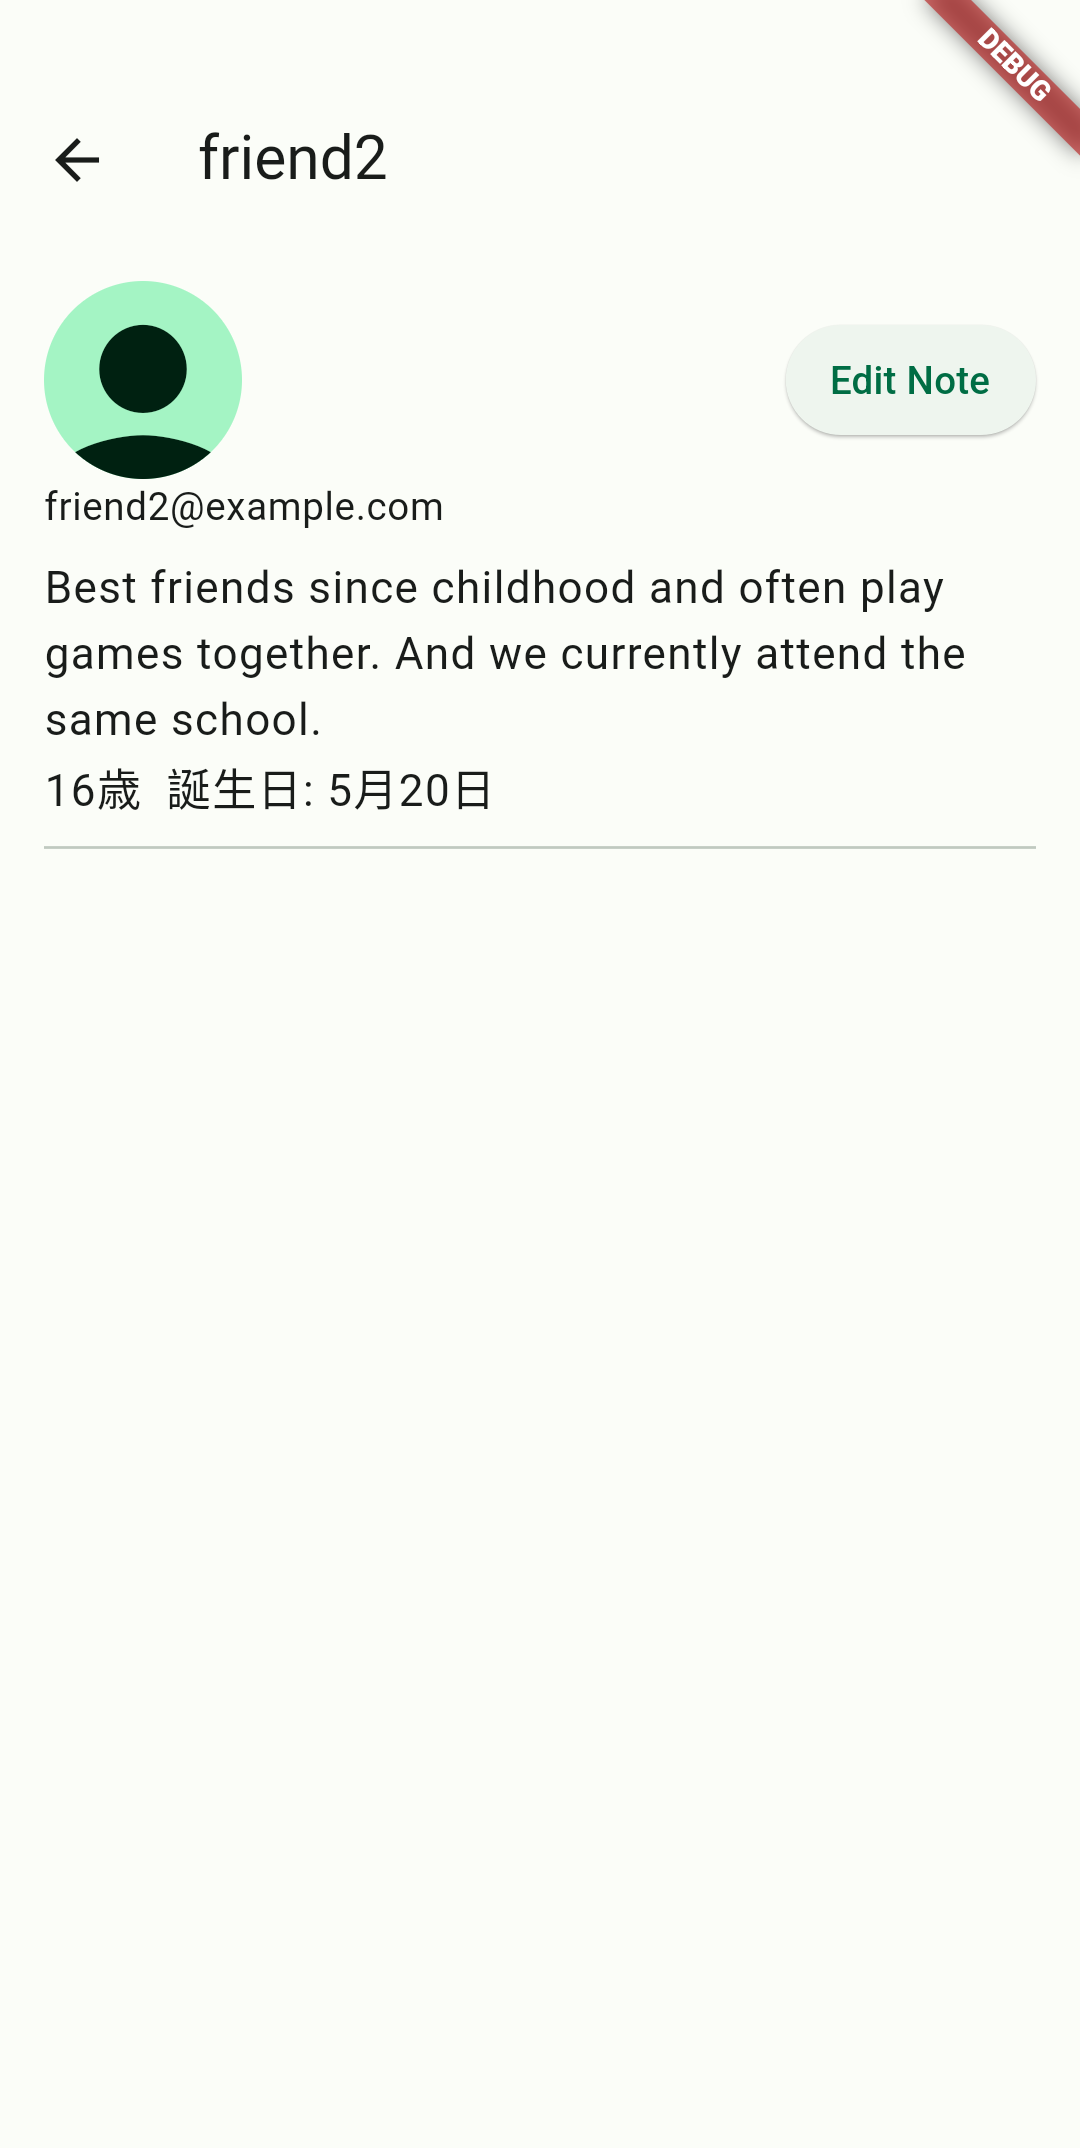 DEBUG
friend2
Edit Note
friend2@example.com
Best friends since childhood and often play
games together. And we currently attend the
same school.
16歳 誕生日: 5月20日